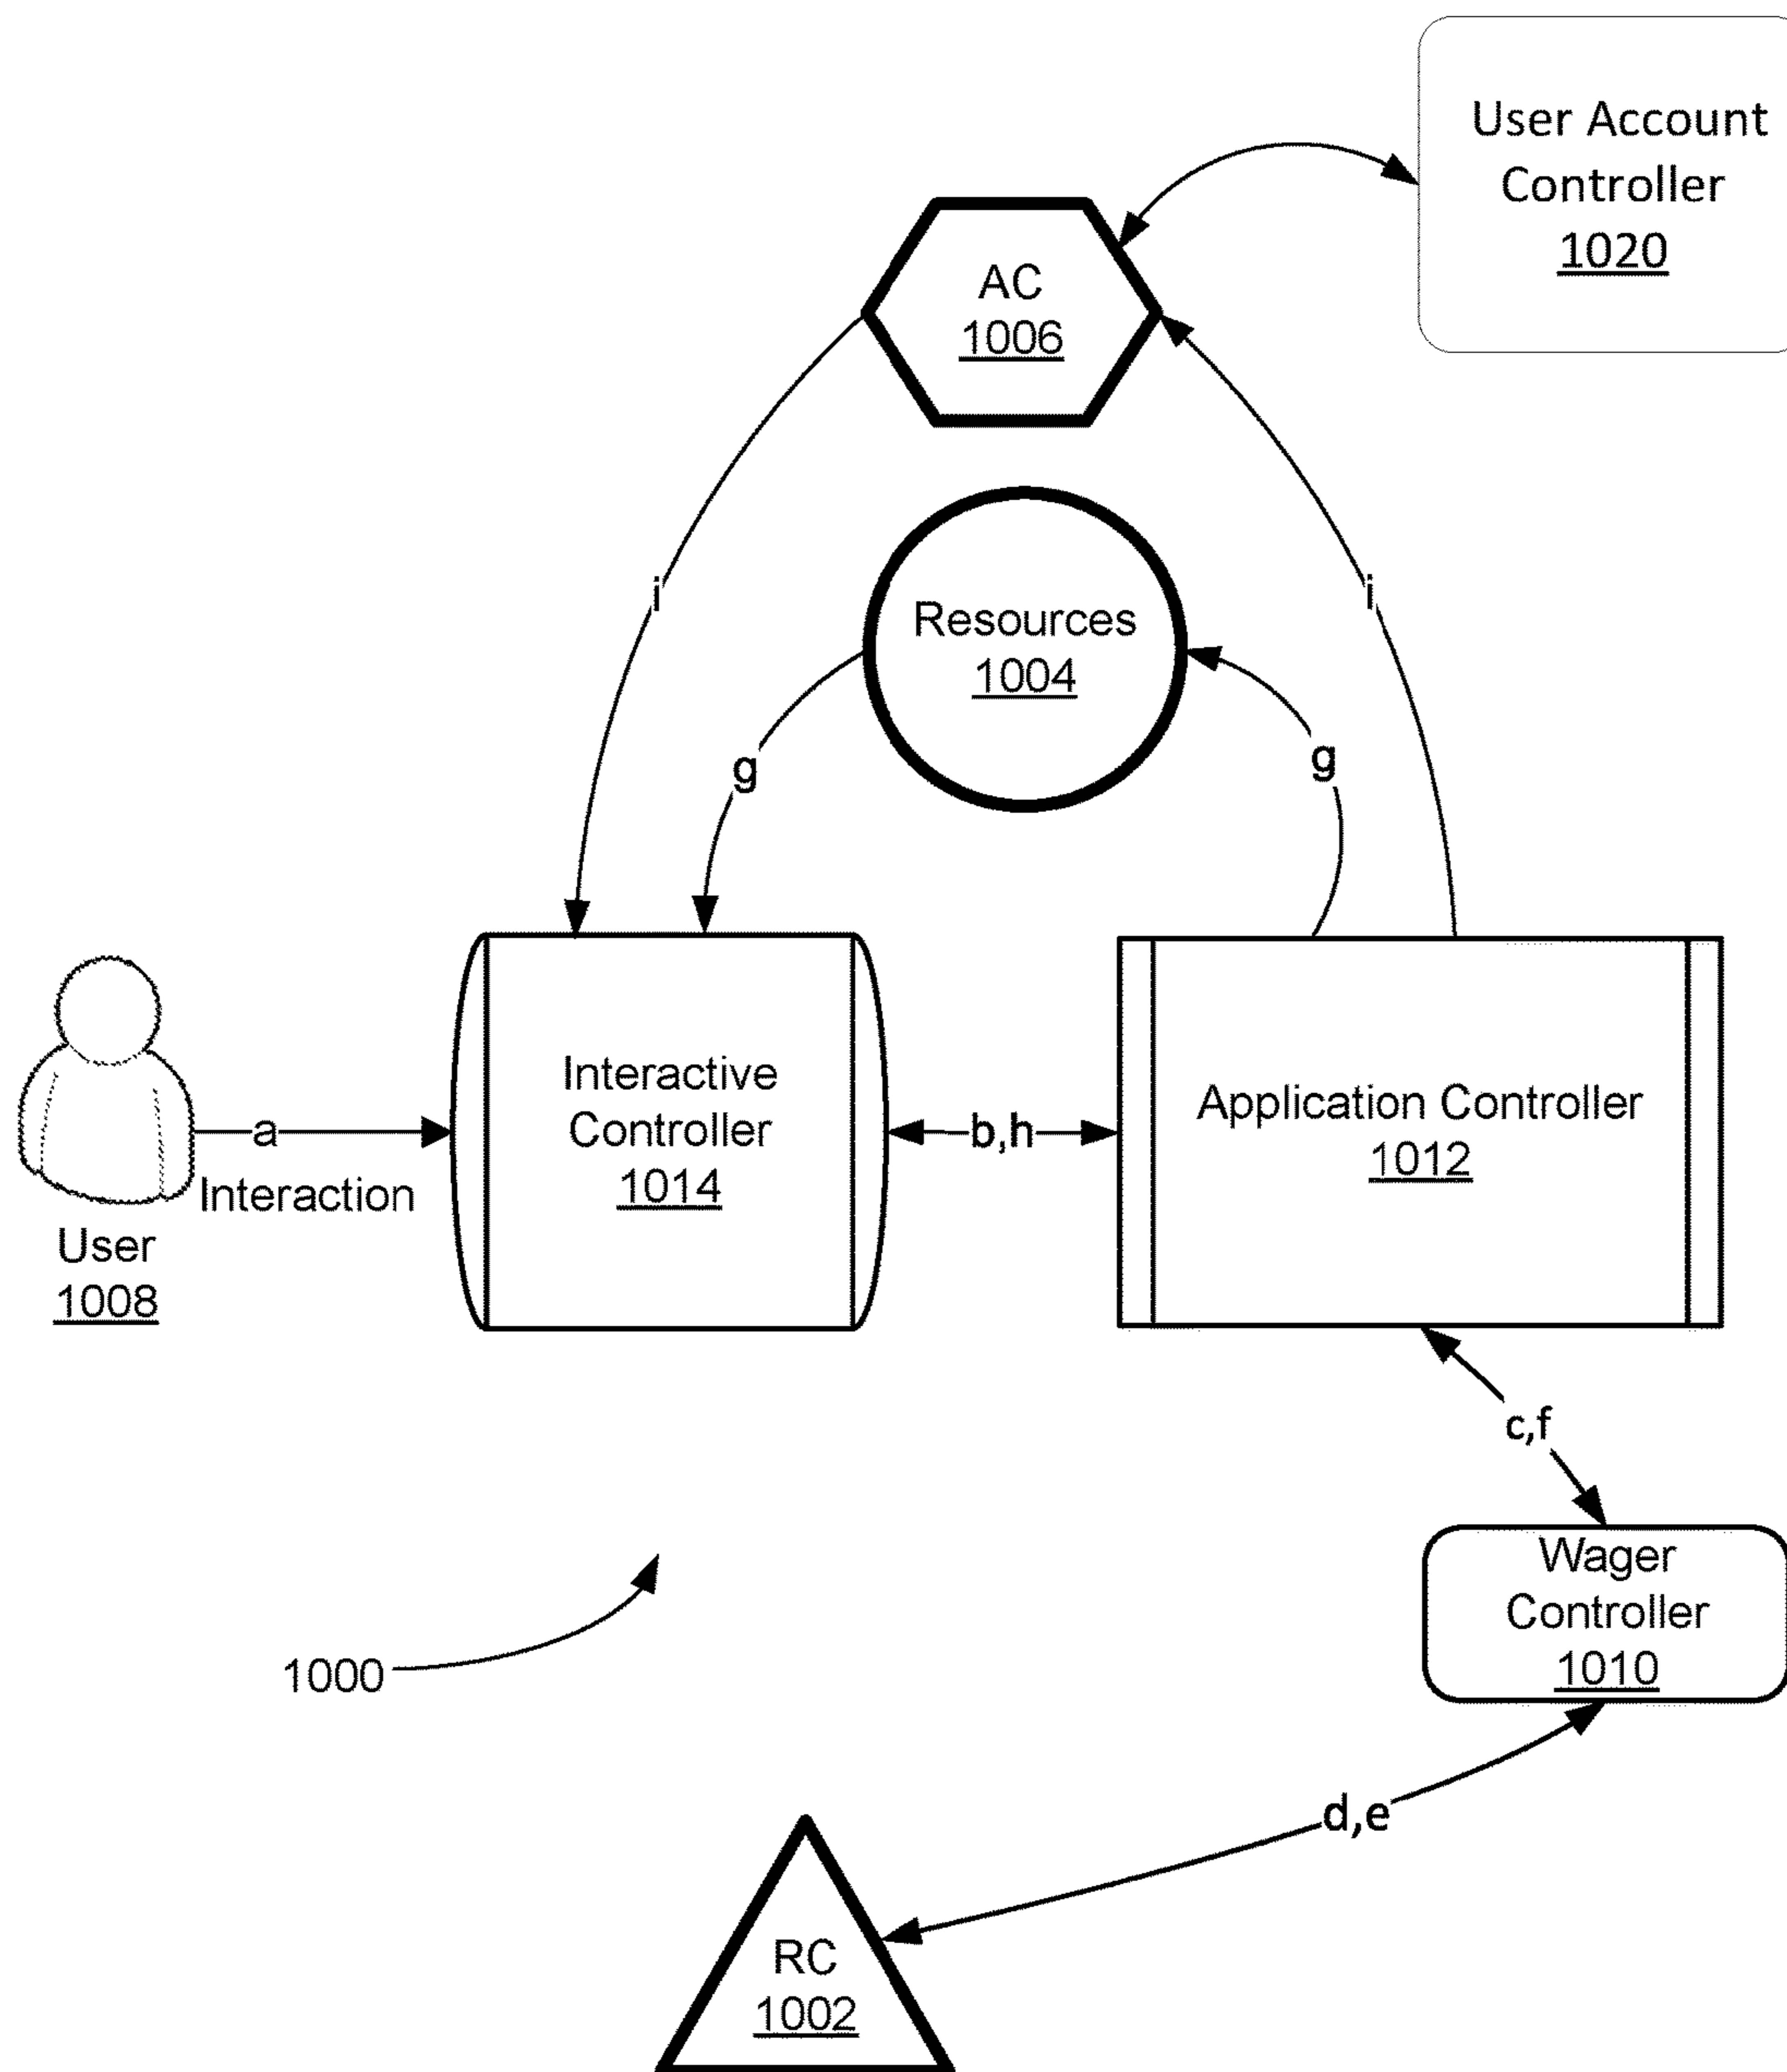 User Account
Controller
1020
AC
1006
i
i
Resources
1004
g
g
Interactive
Controller
1014
Application Controller
1012
a
Interaction
b,h
User
1008
c,f
Wager
Controller
1010
1000
d,e
RC
1002